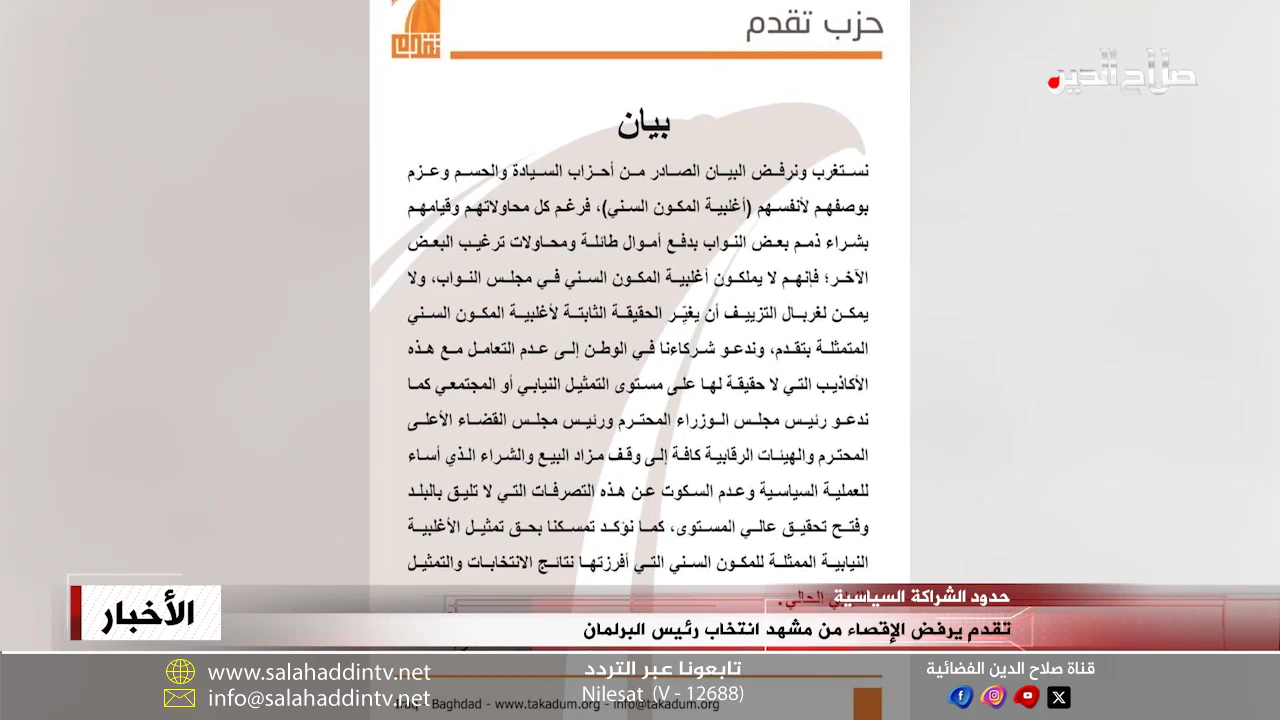 حزب تقدم
تقدم
صلاح الدين
بيان
نستغرب ونرفض البيان الصادر من أحزاب السيادة والحسم وعزم
بوصفهم لأنفسهم (أغلبية المكون السني)، فرغم كل محاولاتهم وقيامهم
بشراء ذمم بعض النواب بدفع أموال طائلة ومحاولات ترغيب البعض
الآخر؛ فإنهم لا يملكون أغلبية المكون السني في مجلس النواب، ولا
يمكن لغربال التزييف أن يغيّر الحقيقة الثابتة لأغلبية المكون السني
المتمثلة بتقدم، وندعو شركاءنا في الوطن إلى عدم التعامل مع هذه
الأكاذيب التي لا حقيقة لها على مستوى التمثيل النيابي أو المجتمعي كما
ندعو رئيس مجلس الوزراء المحترم ورئيس مجلس القضاء الأعلى
المحترم والهيئات الرقابية كافة إلى وقف مزاد البيع والشراء الذي أساء
للعملية السياسية وعدم السكوت عن هذه التصرفات التي لا تليق بالبلد
وفتح تحقيق عالي المستوى، كما نؤكد تمسكنا بحق تمثيل الأغلبية
النيابية الممثلة للمكون السني التي أفرزتها نتائج الانتخابات والتمثيل
الحالي.
حدود الشراكة السياسية
تقدم يرفض الإقصاء من مشهد انتخاب رئيس البرلمان
الأخبار
قناة صلاح الدين الفضائية
تابعونا عبر التردد
Nilesat (V - 12688)
www.salahaddintv.net
info@salahaddintv.net
Baghdad - www.takadum.org - info@takadum.org